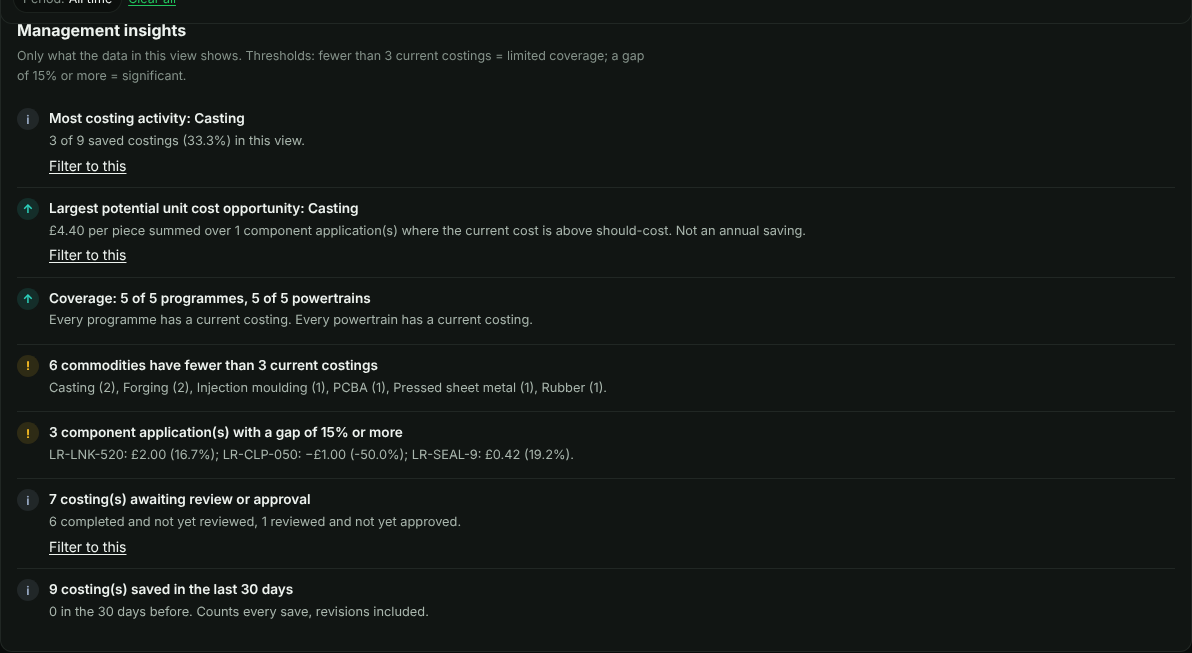 Period: All time Clear all
Management insights
Only what the data in this view shows. Thresholds: fewer than 3 current costings = limited coverage; a gap
of 15% or more = significant.
i Most costing activity: Casting
3 of 9 saved costings (33.3%) in this view.
Filter to this
↑ Largest potential unit cost opportunity: Casting
£4.40 per piece summed over 1 component application(s) where the current cost is above should-cost. Not an annual saving.
Filter to this
↑ Coverage: 5 of 5 programmes, 5 of 5 powertrains
Every programme has a current costing. Every powertrain has a current costing.
! 6 commodities have fewer than 3 current costings
Casting (2), Forging (2), Injection moulding (1), PCBA (1), Pressed sheet metal (1), Rubber (1).
! 3 component application(s) with a gap of 15% or more
LR-LNK-520: £2.00 (16.7%); LR-CLP-050: −£1.00 (-50.0%); LR-SEAL-9: £0.42 (19.2%).
i 7 costing(s) awaiting review or approval
6 completed and not yet reviewed, 1 reviewed and not yet approved.
Filter to this
i 9 costing(s) saved in the last 30 days
0 in the 30 days before. Counts every save, revisions included.